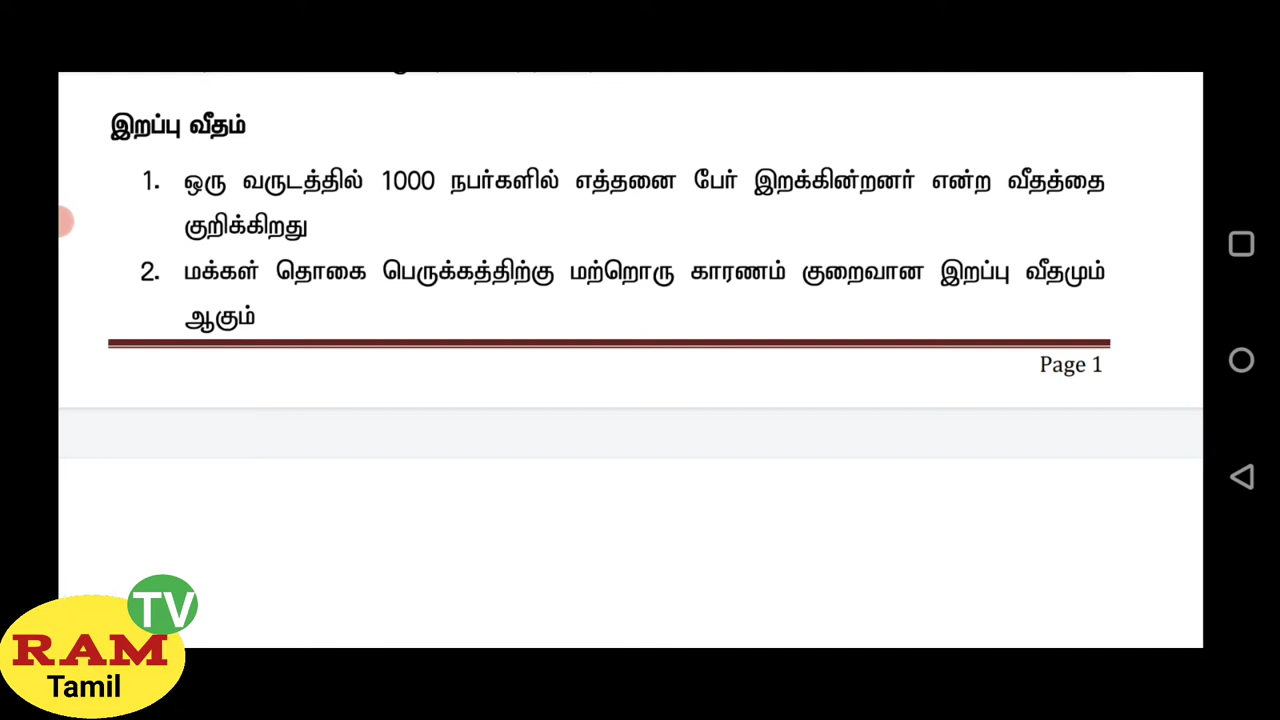 இறப்பு வீதம்
1. ஒரு வருடத்தில் 1000 நபர்களில் எத்தனை பேர் இறக்கின்றனர் என்ற வீதத்தை
குறிக்கிறது
2. மக்கள் தொகை பெருக்கத்திற்கு மற்றொரு காரணம் குறைவான இறப்பு வீதமும்
ஆகும்
Page 1
TV
RAM
Tamil